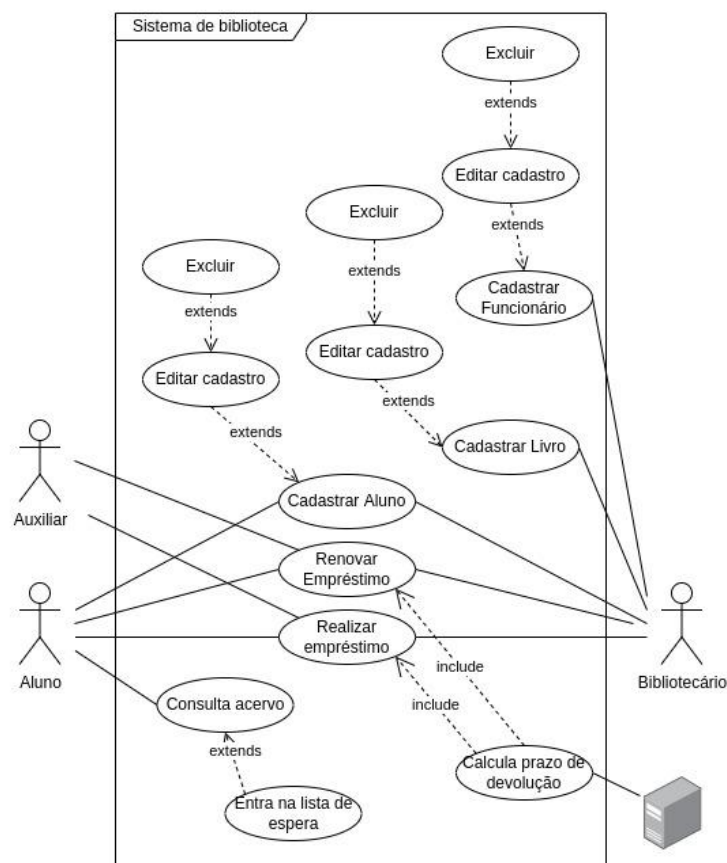 Sistema de biblioteca
Excluir
extends
Editar cadastro
extends
Cadastrar
Funcionário
Excluir
extends
Editar cadastro
extends
Cadastrar Livro
Excluir
extends
Editar cadastro
extends
Cadastrar Aluno
Auxiliar
Renovar
Empréstimo
Realizar
empréstimo
Aluno
Bibliotecário
include
include
Consulta acervo
extends
Entra na lista de
espera
Calcula prazo de
devolução